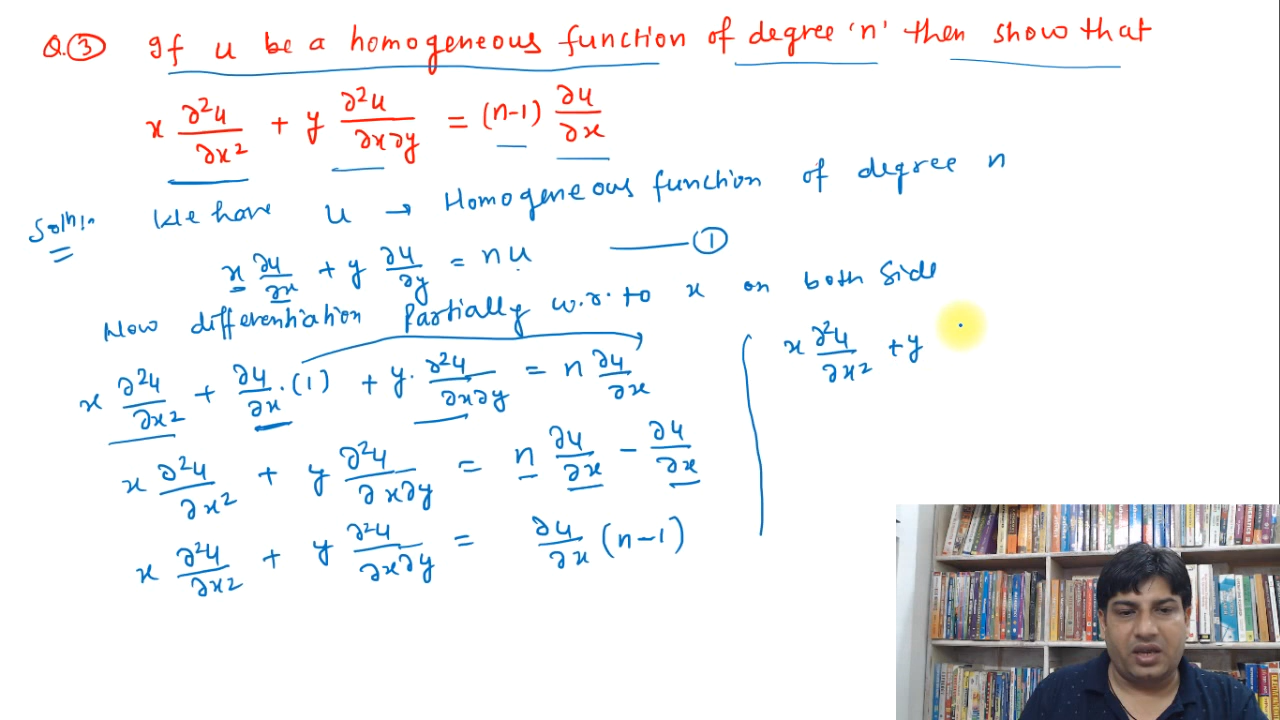 Q.③ If u be a homogeneous function of degree 'n' then show that
x ∂²u/∂x² + y ∂²u/∂x∂y = (n-1) ∂u/∂x
Soln We have u → Homogeneous function of degree n
x ∂u/∂x + y ∂u/∂y = nu ——— ①
Now differentiation Partially w.r.to x on both side
x ∂²u/∂x² + ∂u/∂x .(1) + y. ∂²u/∂x∂y = n ∂u/∂x
x ∂²u/∂x² + y ∂²u/∂x∂y = n ∂u/∂x - ∂u/∂x
x ∂²u/∂x² + y ∂²u/∂x∂y = ∂u/∂x (n-1)
x ∂²u/∂x² + y